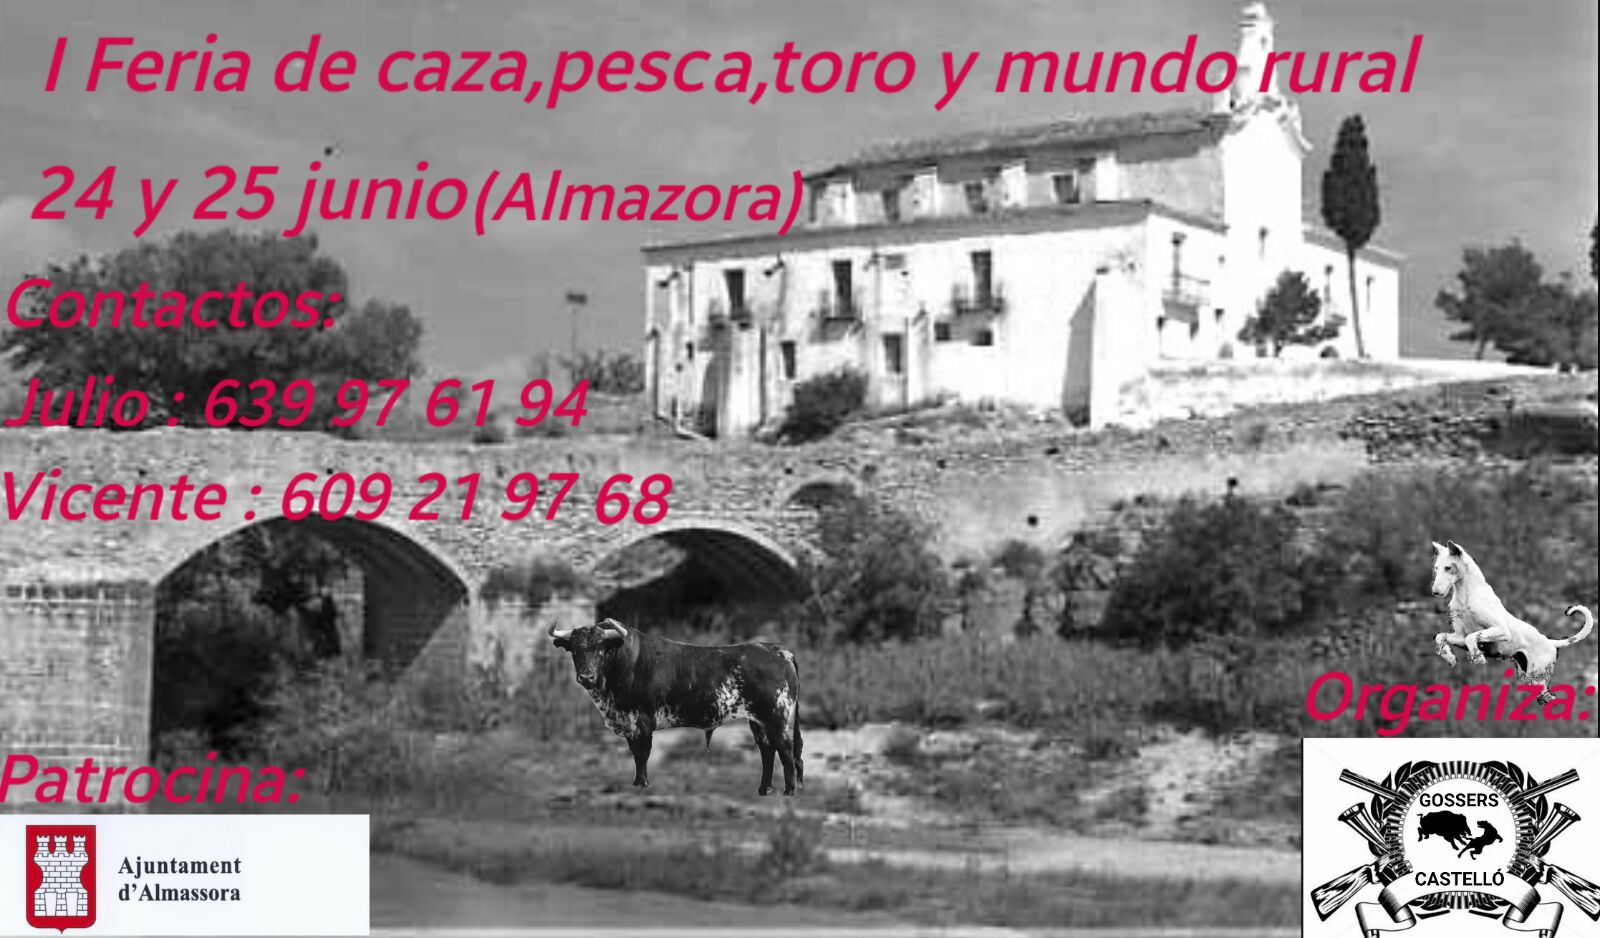 I Feria de caza,pesca,toro y mundo rural
24 y 25 junio(Almazora)
Contactos:
Julio : 639 97 61 94
Vicente : 609 21 97 68
Organiza:
Patrocina:
Ajuntament
d'Almassora
GOSSERS
CASTELLÓ